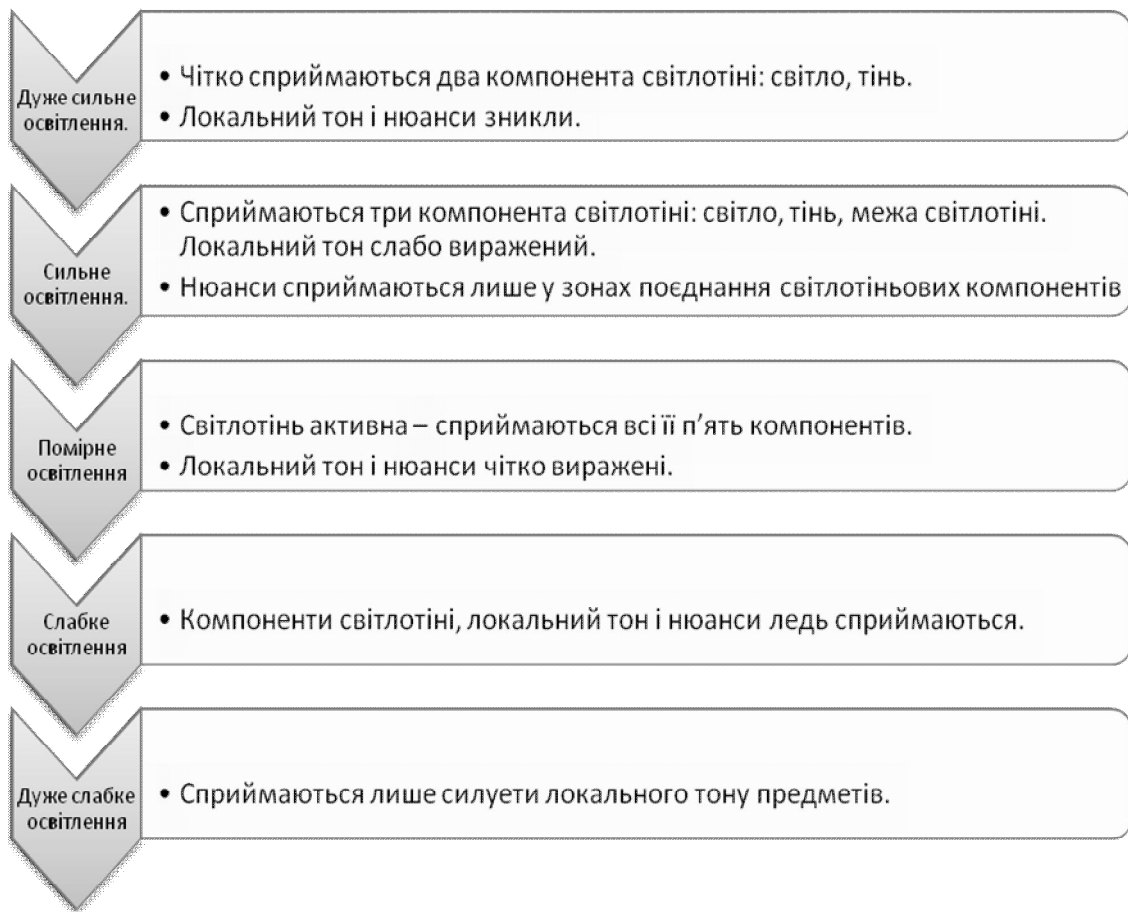 Дуже сильне
освітлення.
• Чітко сприймаються два компонента світлотіні: світло, тінь.
• Локальний тон і нюанси зникли.
Сильне
освітлення.
• Сприймаються три компонента світлотіні: світло, тінь, межа світлотіні.
Локальний тон слабо виражений.
• Нюанси сприймаються лише у зонах поєднання світлотіньових компонентів
Помірне
освітлення
• Світлотінь активна – сприймаються всі її п’ять компонентів.
• Локальний тон і нюанси чітко виражені.
Слабке
освітлення
• Компоненти світлотіні, локальний тон і нюанси ледь сприймаються.
Дуже слабке
освітлення
• Сприймаються лише силуети локального тону предметів.